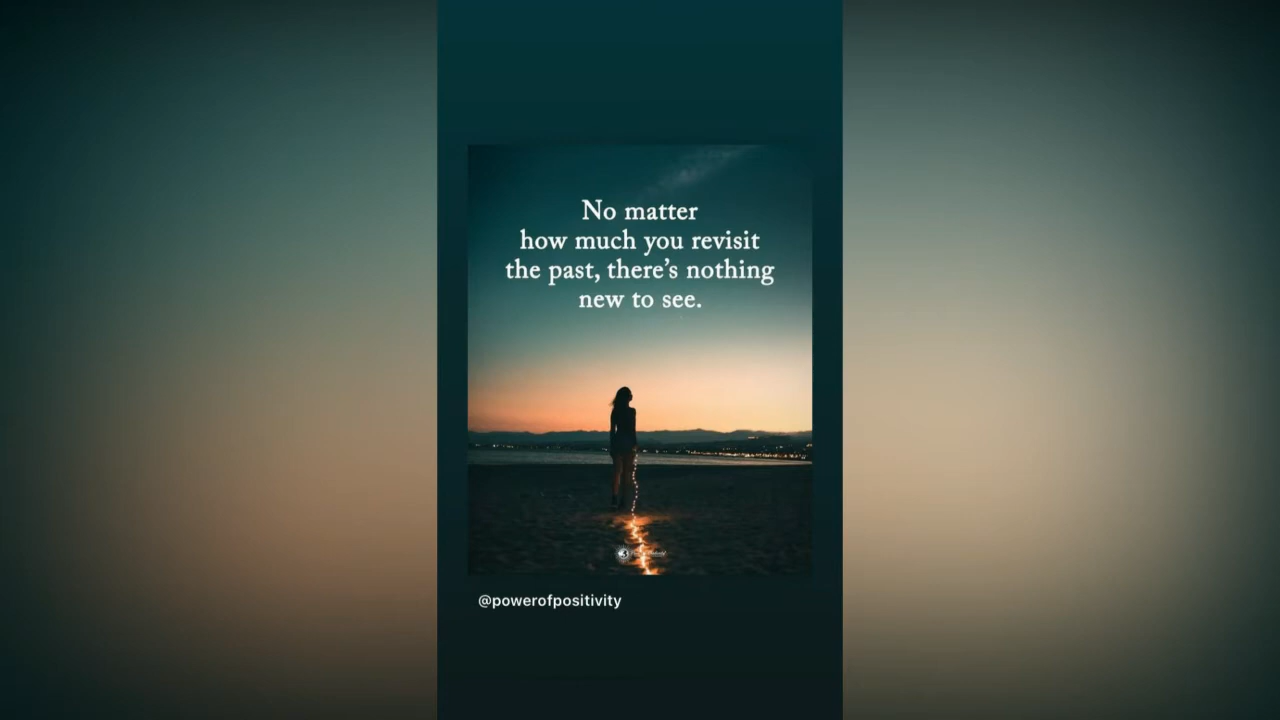 No matter
how much you revisit
the past, there’s nothing
new to see.
@powerofpositivity